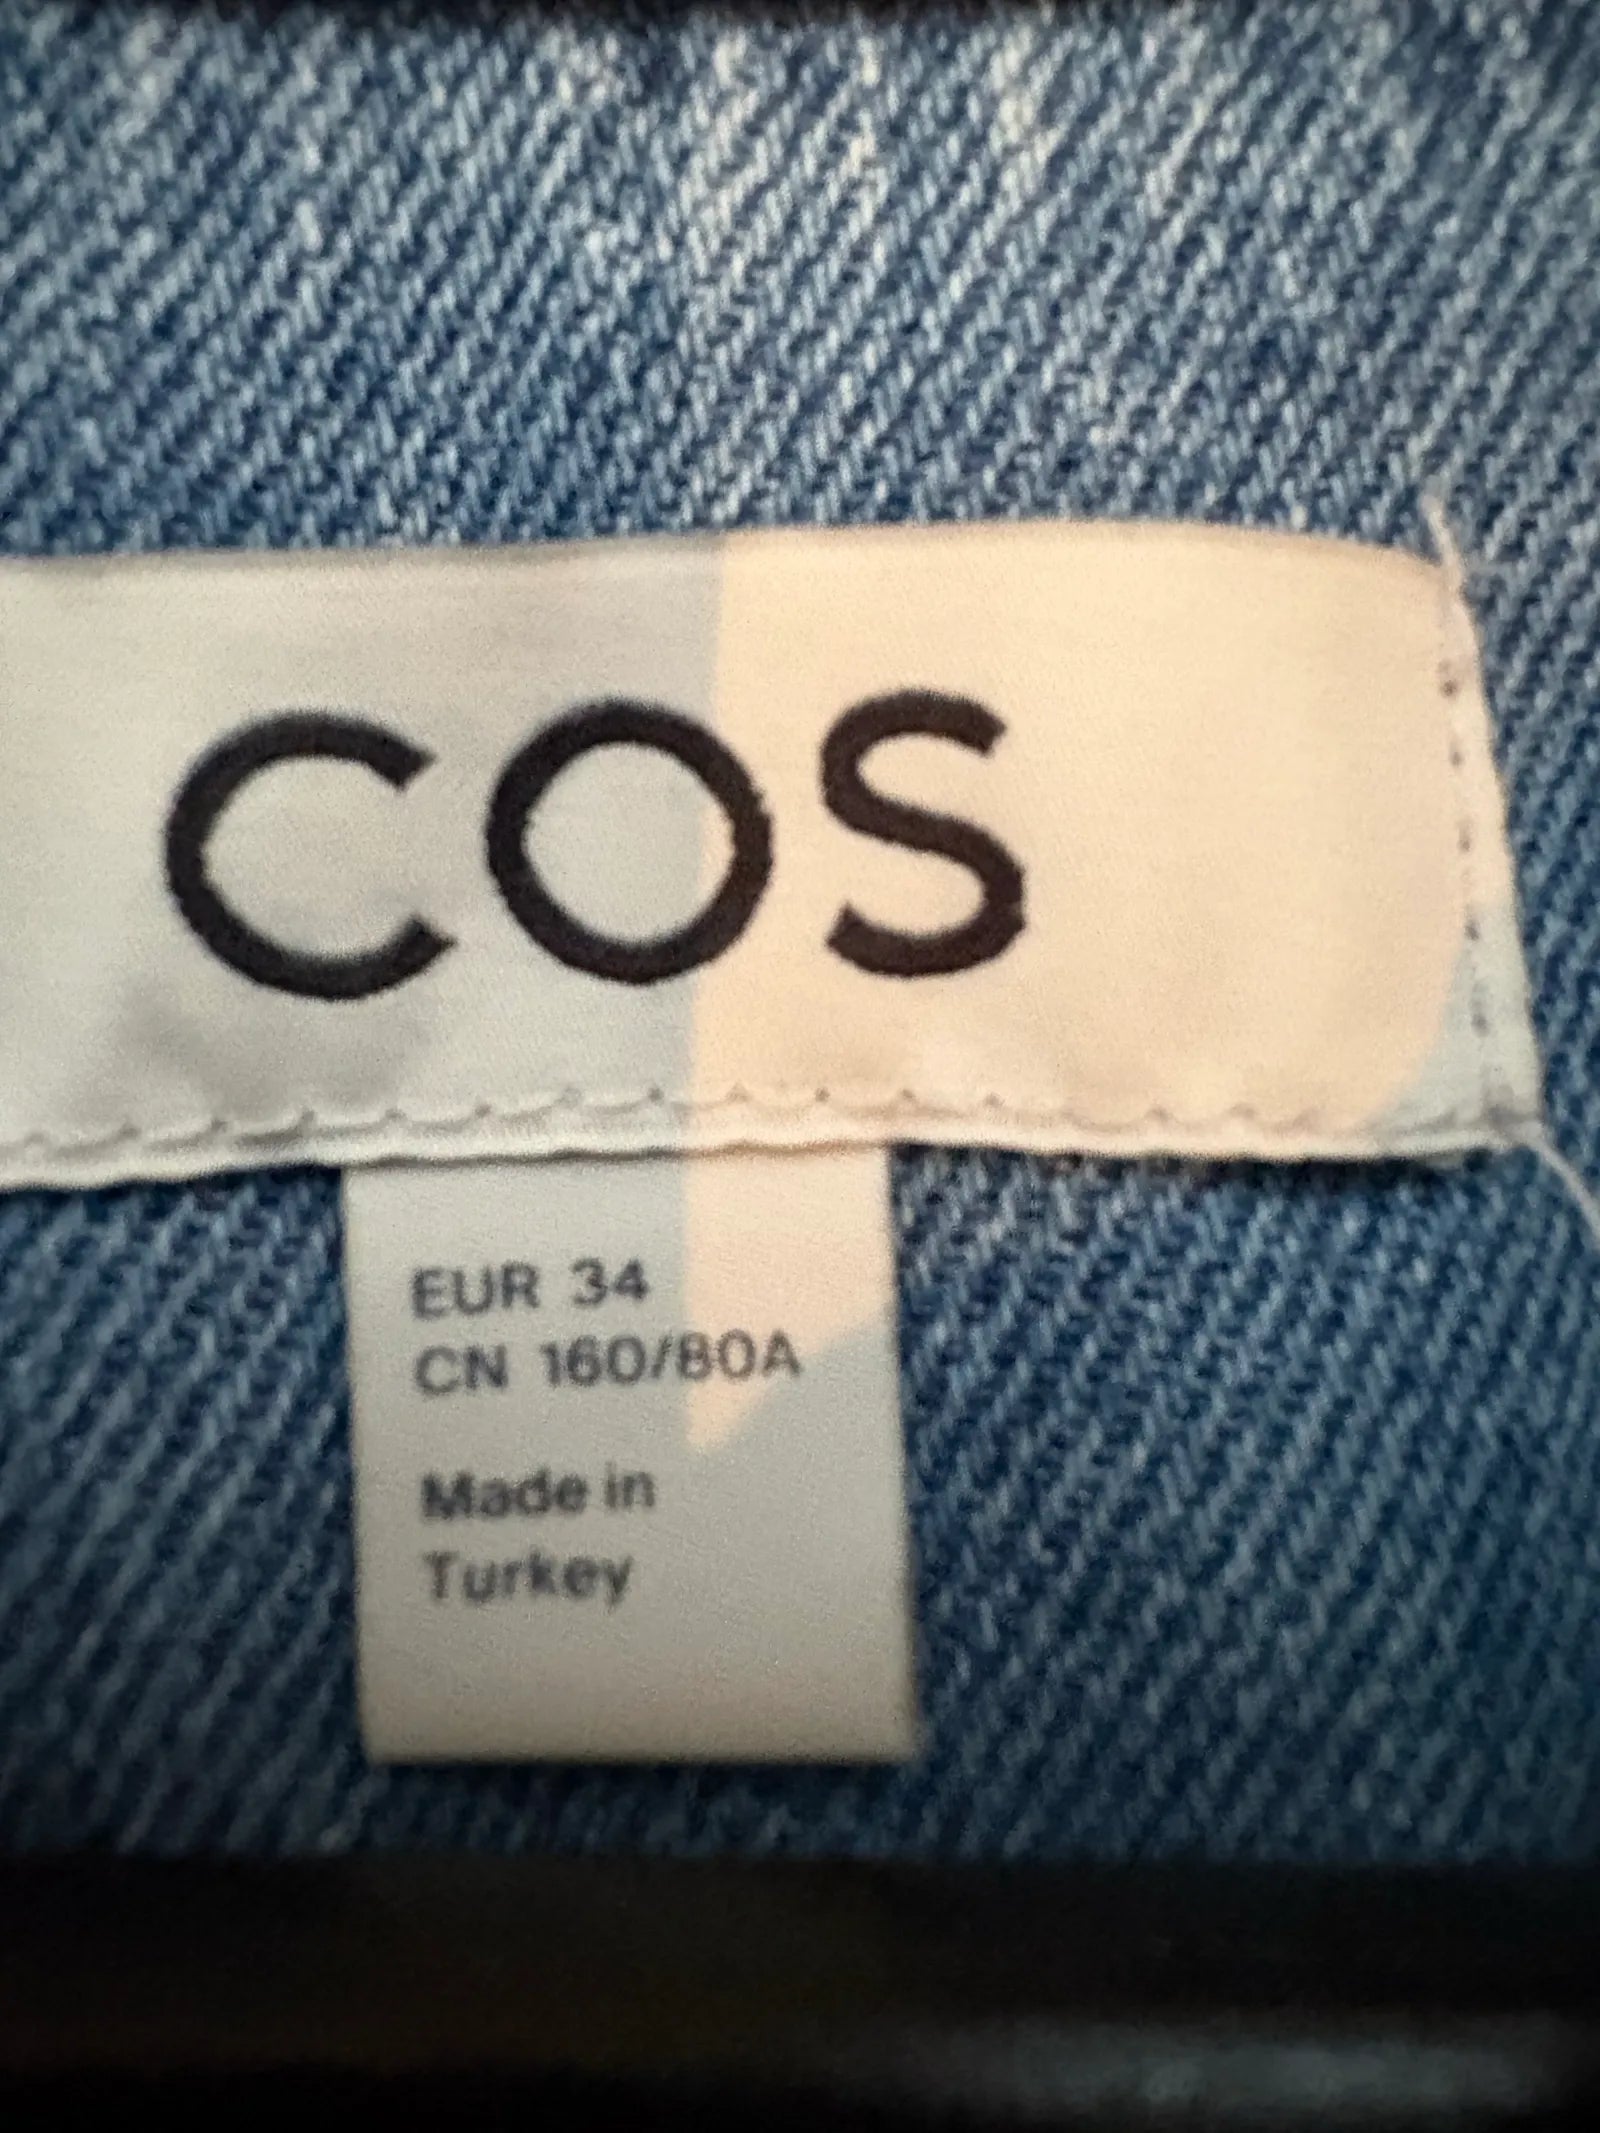 COS
EUR 34
CN 160/80A
Made in
Turkey